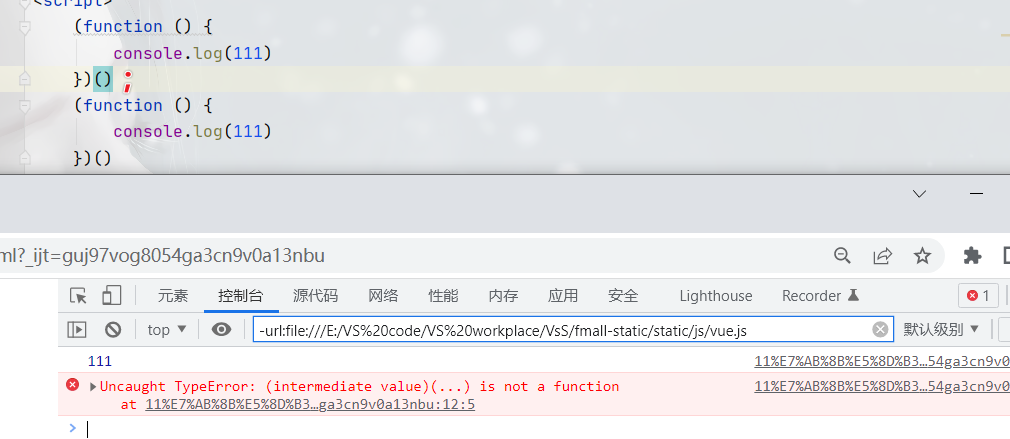 <script>
(function () {
console.log(111)
})() ;
(function () {
console.log(111)
})()
ml?_ijt=guj97vog8054ga3cn9v0a13nbu
元素 控制台 源代码 网络 性能 内存 应用 安全 Lighthouse Recorder 1
top -url:file:///E:/VS%20code/VS%20workplace/VsS/fmall-static/static/js/vue.js 默认级别
111 11%E7%AB%8B%E5%8D%B3…54ga3cn9v0
Uncaught TypeError: (intermediate value)(...) is not a function 11%E7%AB%8B%E5%8D%B3…54ga3cn9v0
at 11%E7%AB%8B%E5%8D%B3…ga3cn9v0a13nbu:12:5
>